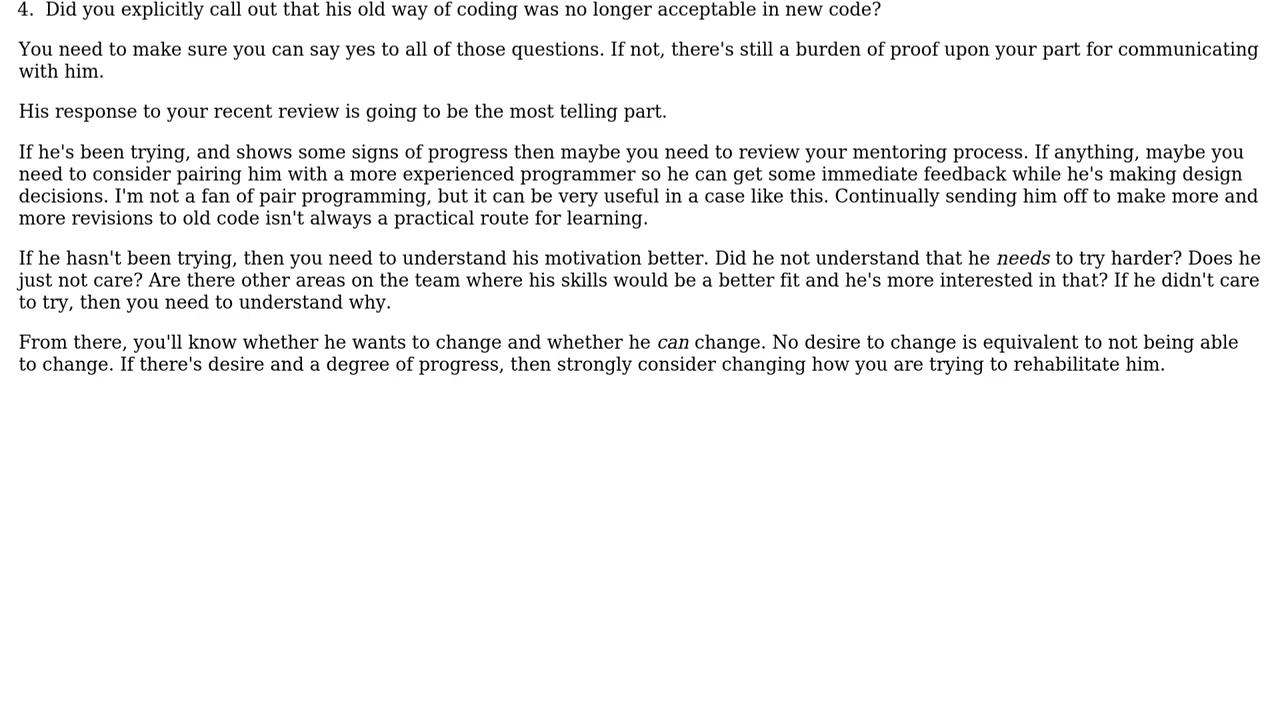 4. Did you explicitly call out that his old way of coding was no longer acceptable in new code?
You need to make sure you can say yes to all of those questions. If not, there's still a burden of proof upon your part for communicating
with him.
His response to your recent review is going to be the most telling part.
If he's been trying, and shows some signs of progress then maybe you need to review your mentoring process. If anything, maybe you
need to consider pairing him with a more experienced programmer so he can get some immediate feedback while he's making design
decisions. I'm not a fan of pair programming, but it can be very useful in a case like this. Continually sending him off to make more and
more revisions to old code isn't always a practical route for learning.
If he hasn't been trying, then you need to understand his motivation better. Did he not understand that he needs to try harder? Does he
just not care? Are there other areas on the team where his skills would be a better fit and he's more interested in that? If he didn't care
to try, then you need to understand why.
From there, you'll know whether he wants to change and whether he can change. No desire to change is equivalent to not being able
to change. If there's desire and a degree of progress, then strongly consider changing how you are trying to rehabilitate him.